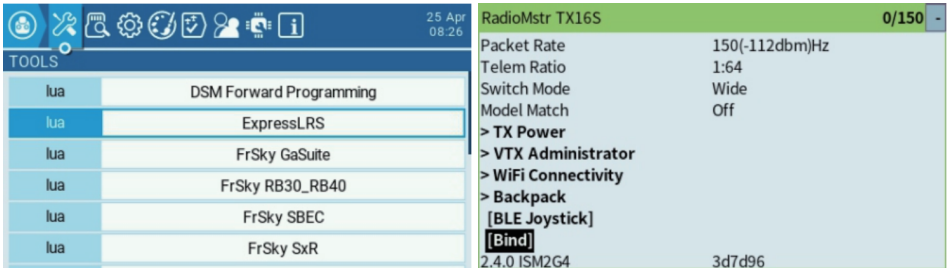 25 Apr
08:26
TOOLS
lua DSM Forward Programming
lua ExpressLRS
lua FrSky GaSuite
lua FrSky RB30_RB40
lua FrSky SBEC
lua FrSky SxR
RadioMstr TX16S 0/150 -
Packet Rate 150(-112dbm)Hz
Telem Ratio 1:64
Switch Mode Wide
Model Match Off
> TX Power
> VTX Administrator
> WiFi Connectivity
> Backpack
[BLE Joystick]
[Bind]
2.4.0 ISM2G4 3d7d96